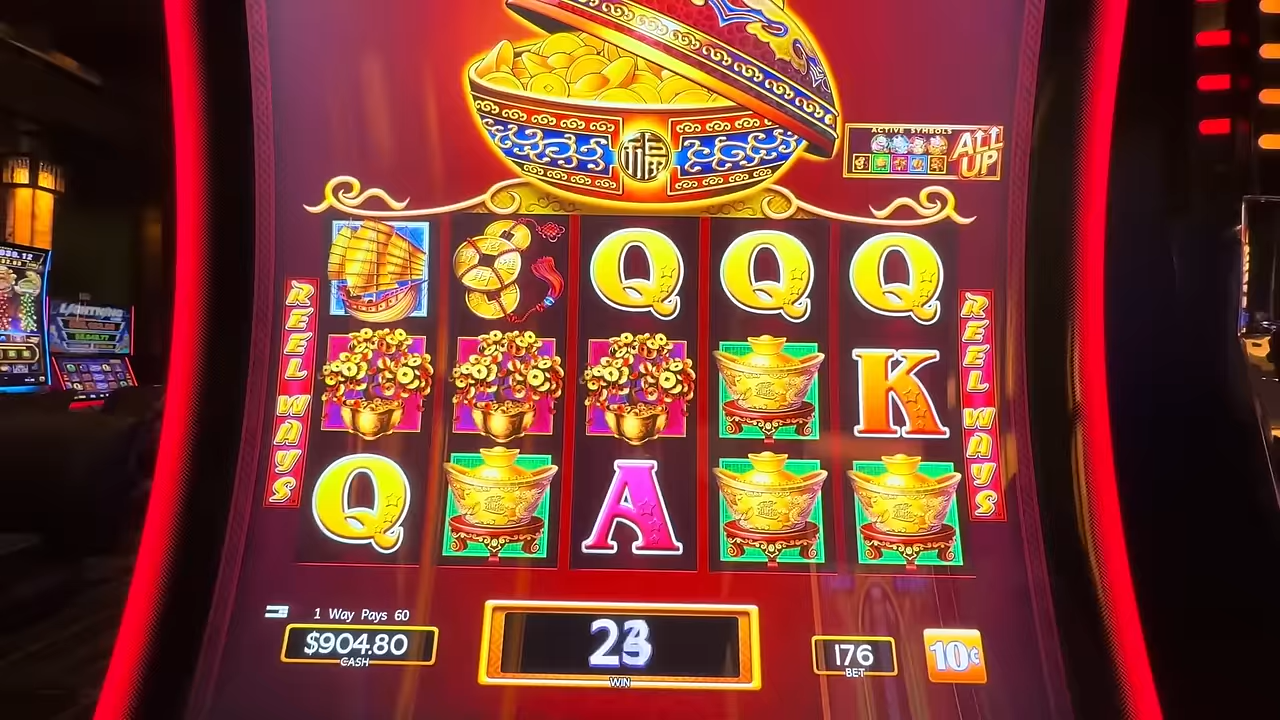 福
ACTIVE SYMBOLS
ALL
UP
Q Q Q
REEL WAYS
REEL WAYS
K
Q A
1 Way Pays 60
$904.80
CASH
WIN
176
BET
10¢